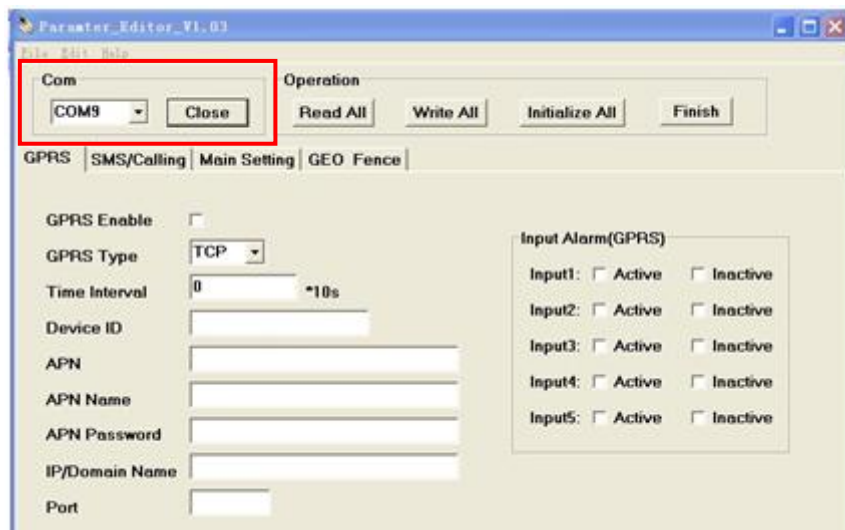 Paramter_Editor_V1.03
File Edit Help
Com
COM9
Close
Operation
Read All
Write All
Initialize All
Finish
GPRS
SMS/Calling
Main Setting
GEO Fence
GPRS Enable
GPRS Type
TCP
Time Interval
0
*10s
Device ID
APN
APN Name
APN Password
IP/Domain Name
Port
Input Alarm(GPRS)
Input1: Active Inactive
Input2: Active Inactive
Input3: Active Inactive
Input4: Active Inactive
Input5: Active Inactive